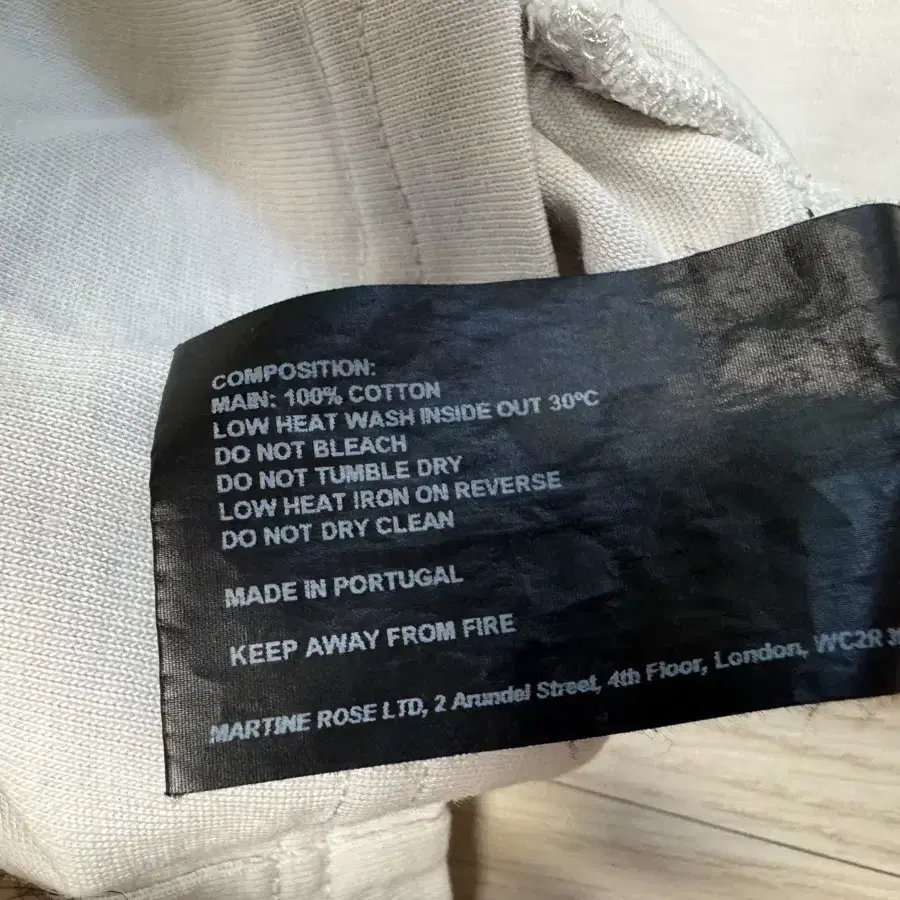 COMPOSITION:
MAIN: 100% COTTON
LOW HEAT WASH INSIDE OUT 30ºC
DO NOT BLEACH
DO NOT TUMBLE DRY
LOW HEAT IRON ON REVERSE
DO NOT DRY CLEAN
MADE IN PORTUGAL
KEEP AWAY FROM FIRE
MARTINE ROSE LTD, 2 Arundel Street, 4th Floor, London, WC2R